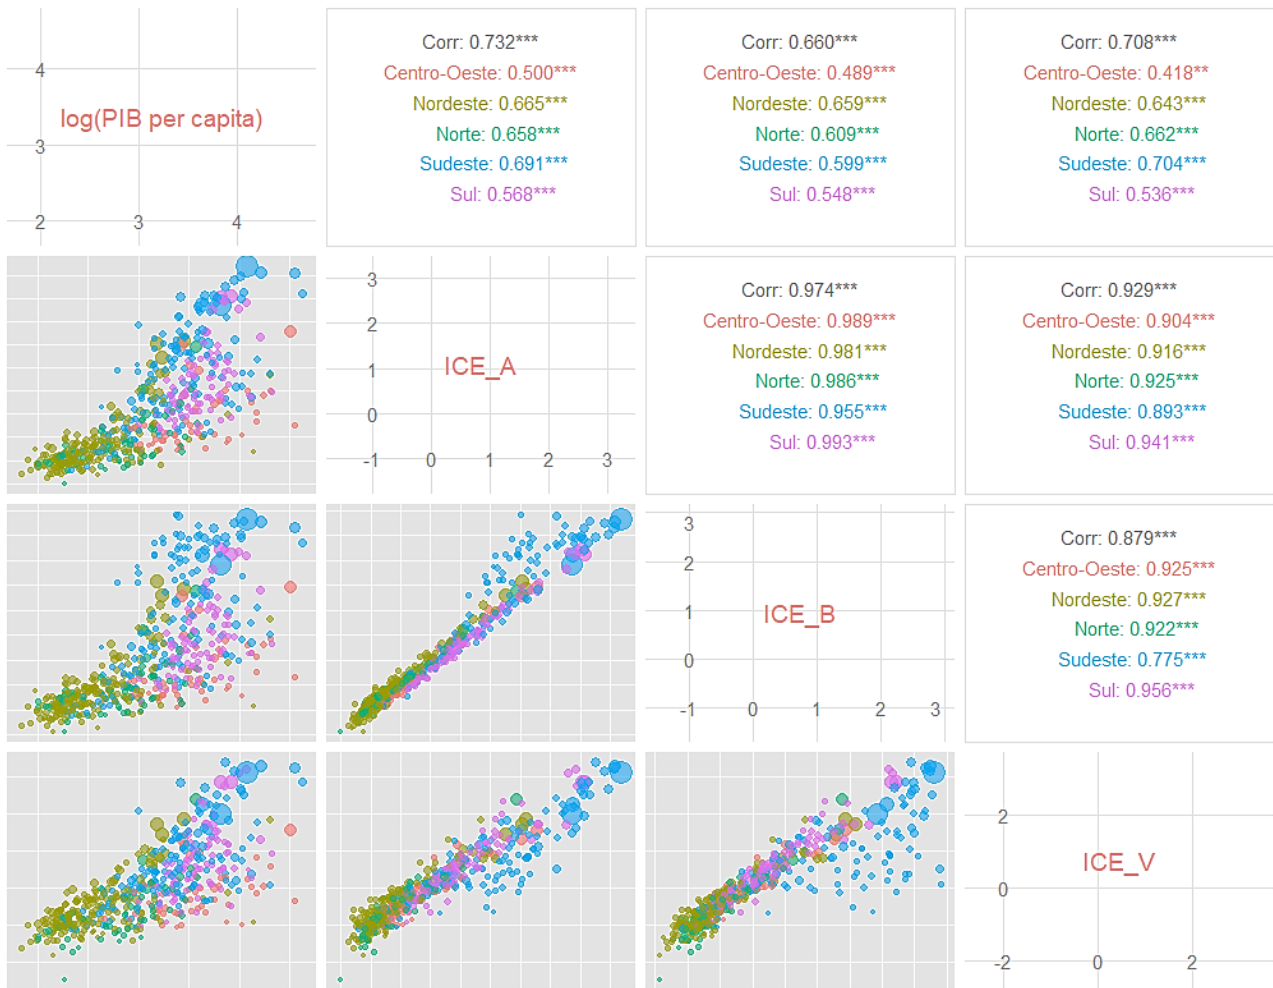 4
log(PIB per capita)
3
2
2 3 4
Corr: 0.732***
Centro-Oeste: 0.500***
Nordeste: 0.665***
Norte: 0.658***
Sudeste: 0.691***
Sul: 0.568***
Corr: 0.660***
Centro-Oeste: 0.489***
Nordeste: 0.659***
Norte: 0.609***
Sudeste: 0.599***
Sul: 0.548***
Corr: 0.708***
Centro-Oeste: 0.418**
Nordeste: 0.643***
Norte: 0.662***
Sudeste: 0.704***
Sul: 0.536***
3
2
1
ICE_A
0
-1 0 1 2 3
Corr: 0.974***
Centro-Oeste: 0.989***
Nordeste: 0.981***
Norte: 0.986***
Sudeste: 0.955***
Sul: 0.993***
Corr: 0.929***
Centro-Oeste: 0.904***
Nordeste: 0.916***
Norte: 0.925***
Sudeste: 0.893***
Sul: 0.941***
3
2
1
ICE_B
0
-1 0 1 2 3
Corr: 0.879***
Centro-Oeste: 0.925***
Nordeste: 0.927***
Norte: 0.922***
Sudeste: 0.775***
Sul: 0.956***
2
ICE_V
0
-2 0 2